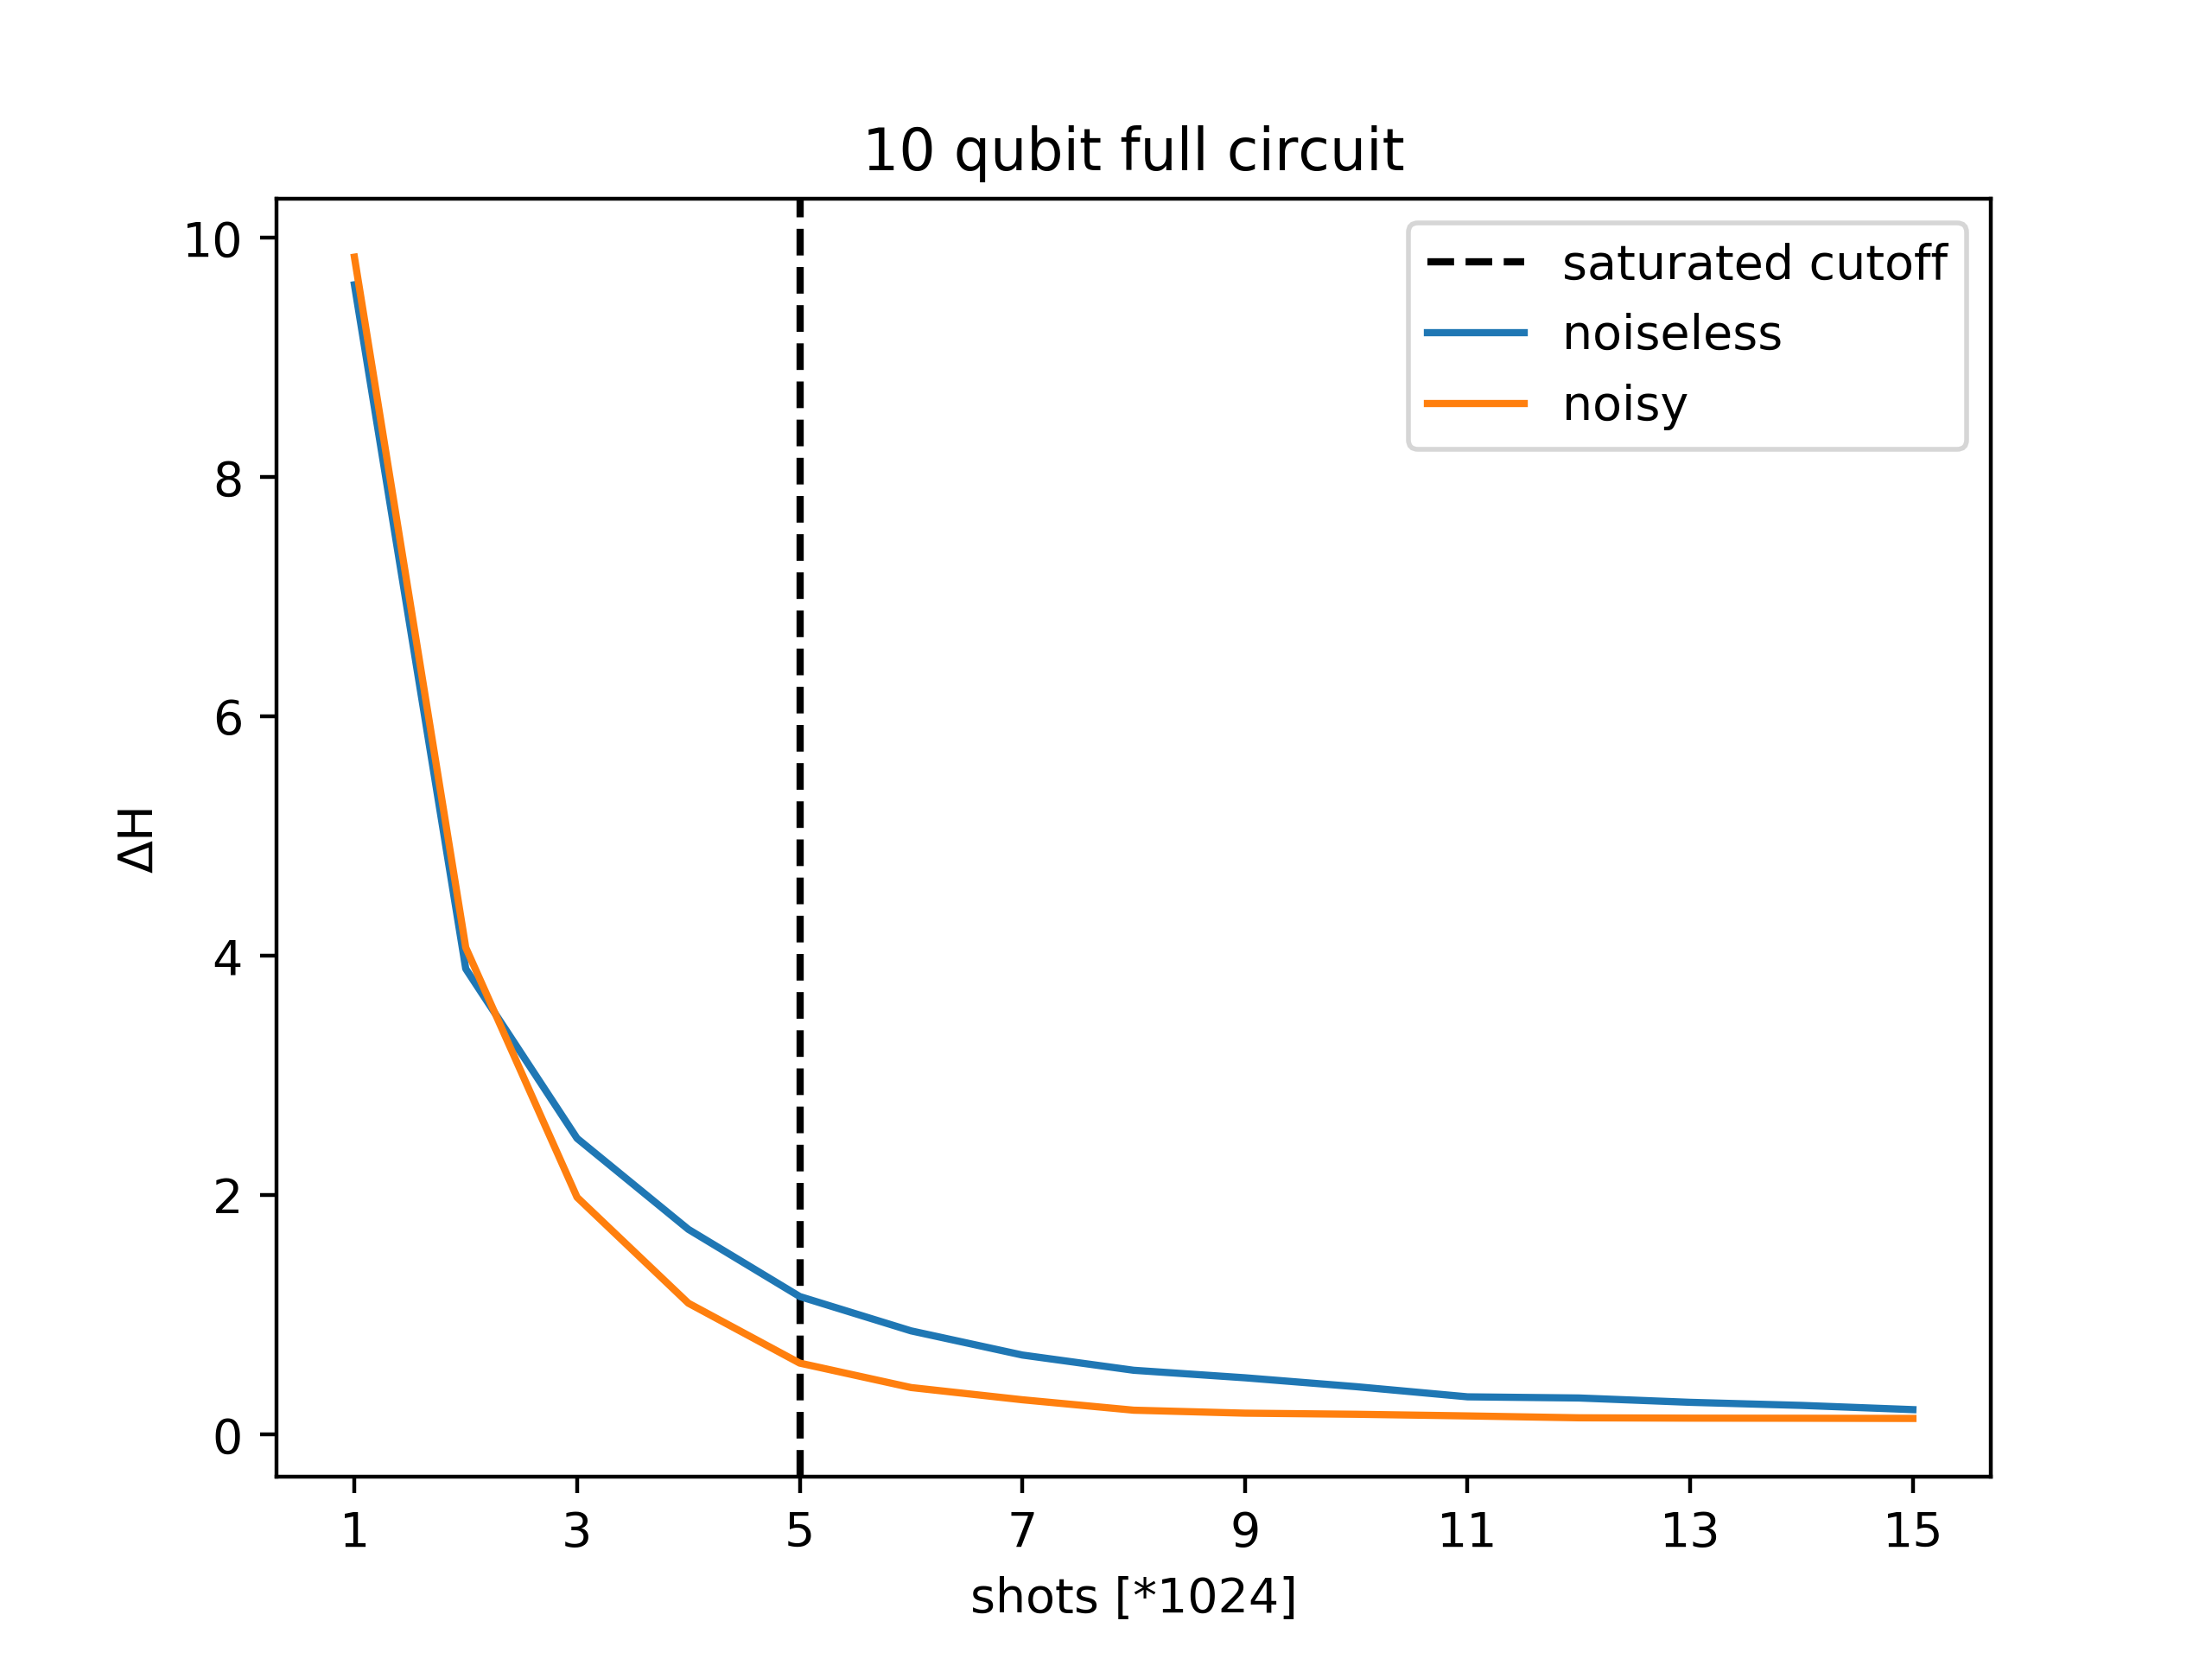 10 qubit full circuit
saturated cutoff
noiseless
noisy
10
8
6
4
2
0
ΔH
1 3 5 7 9 11 13 15
shots [*1024]